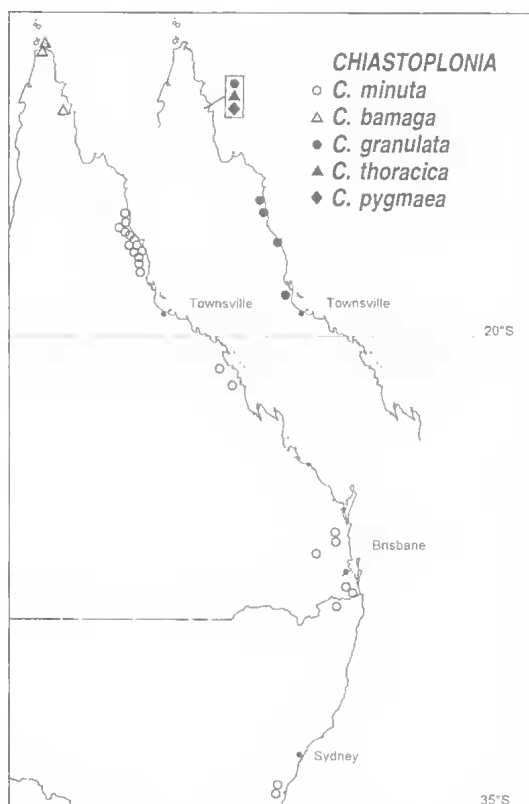 CHIASTOPLONIA
C. minuta
C. bamaga
C. granulata
C. thoracica
C. pygmaea
Townsville
Townsville
20°S
Brisbane
Sydney
35°S